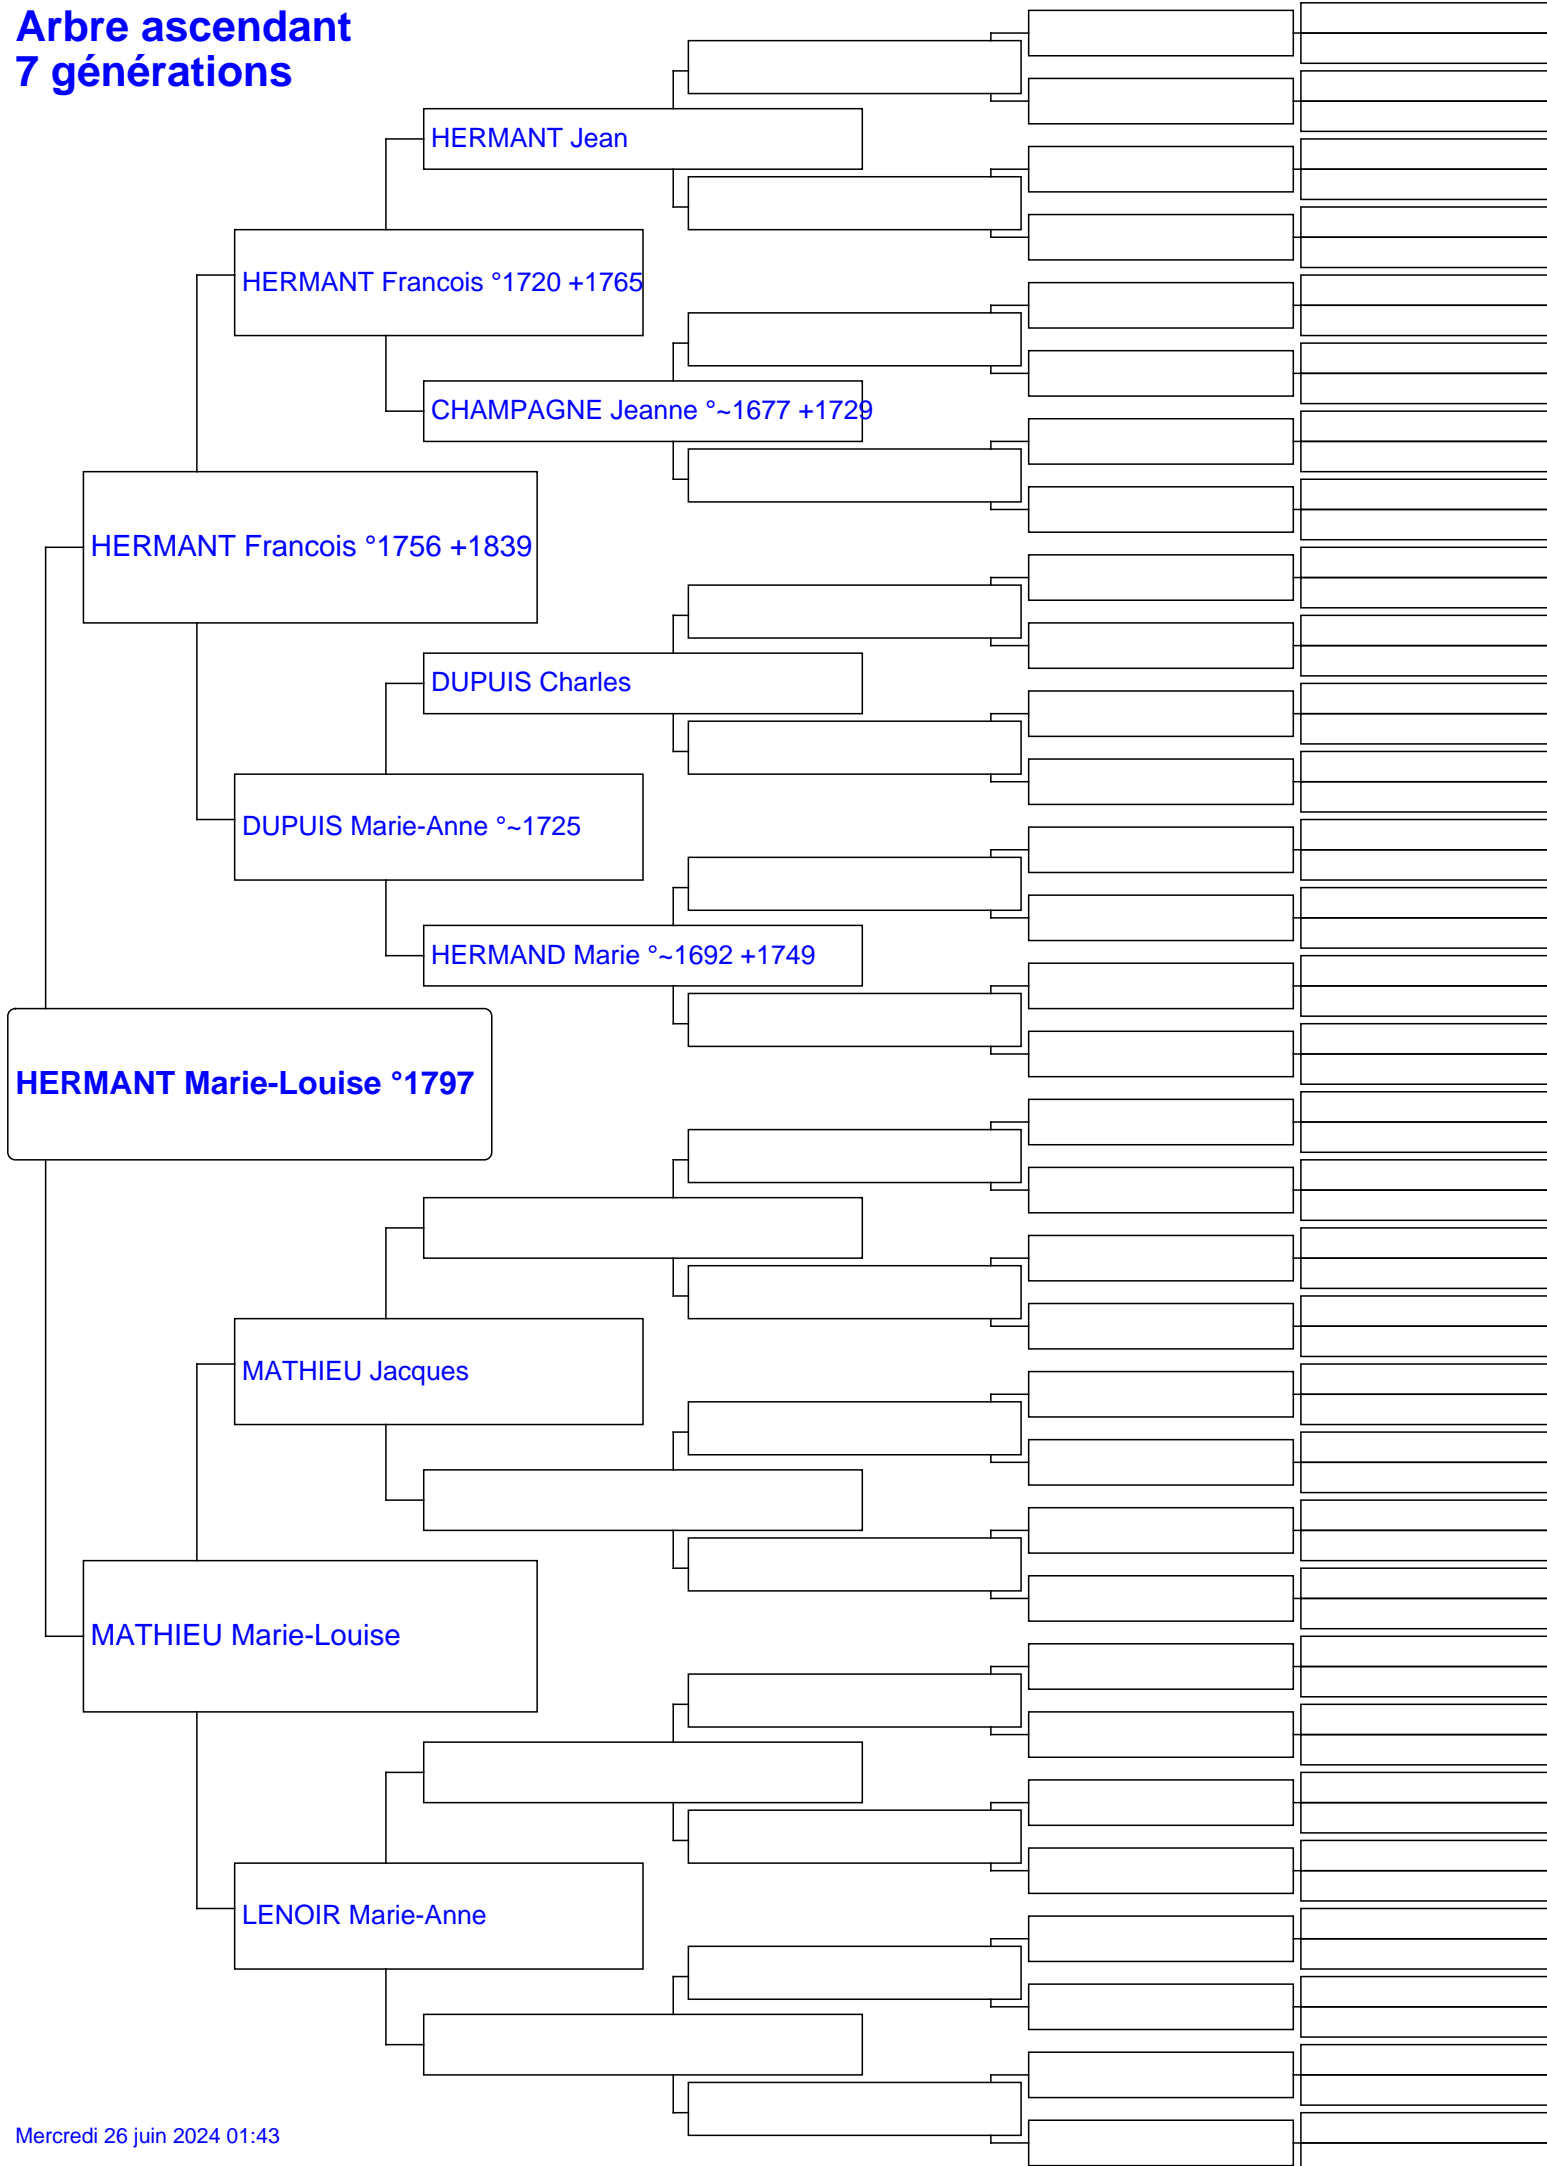 Arbre ascendant
7 générations
HERMANT Jean
HERMANT Francois °1720 +1765
CHAMPAGNE Jeanne °~1677 +1729
HERMANT Francois °1756 +1839
DUPUIS Charles
DUPUIS Marie-Anne °~1725
HERMAND Marie °~1692 +1749
HERMANT Marie-Louise °1797
MATHIEU Jacques
MATHIEU Marie-Louise
LENOIR Marie-Anne
Mercredi 26 juin 2024 01:43